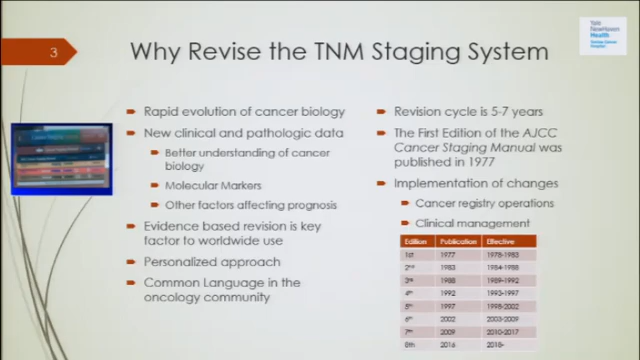 3
Why Revise the TNM Staging System
Yale
NewHaven
Health
Rapid evolution of cancer biology
New clinical and pathologic data
Better understanding of cancer
biology
Molecular Markers
Other factors affecting prognosis
Evidence based revision is key
factor to worldwide use
Personalized approach
Common Language in the
oncology community
Revision cycle is 5-7 years
The First Edition of the AJCC
Cancer Staging Manual was
published in 1977
Implementation of changes
Cancer registry operations
Clinical management
Edition Publication Effective
1st 1977 1978-1983
2nd 1983 1984-1988
3rd 1988 1989-1992
4th 1992 1993-1997
5th 1997 1998-2002
6th 2002 2003-2009
7th 2009 2010-2017
8th 2016 2018-